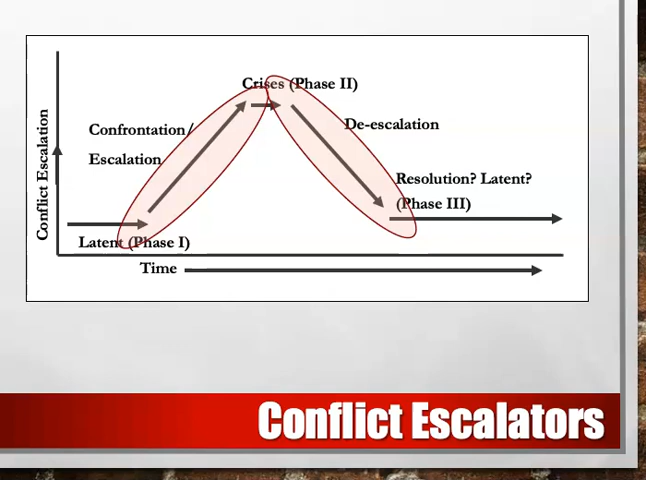 Crises (Phase II)
Confrontation/
Escalation
De-escalation
Resolution? Latent?
(Phase III)
Latent (Phase I)
Conflict Escalation
Time
Conflict Escalators